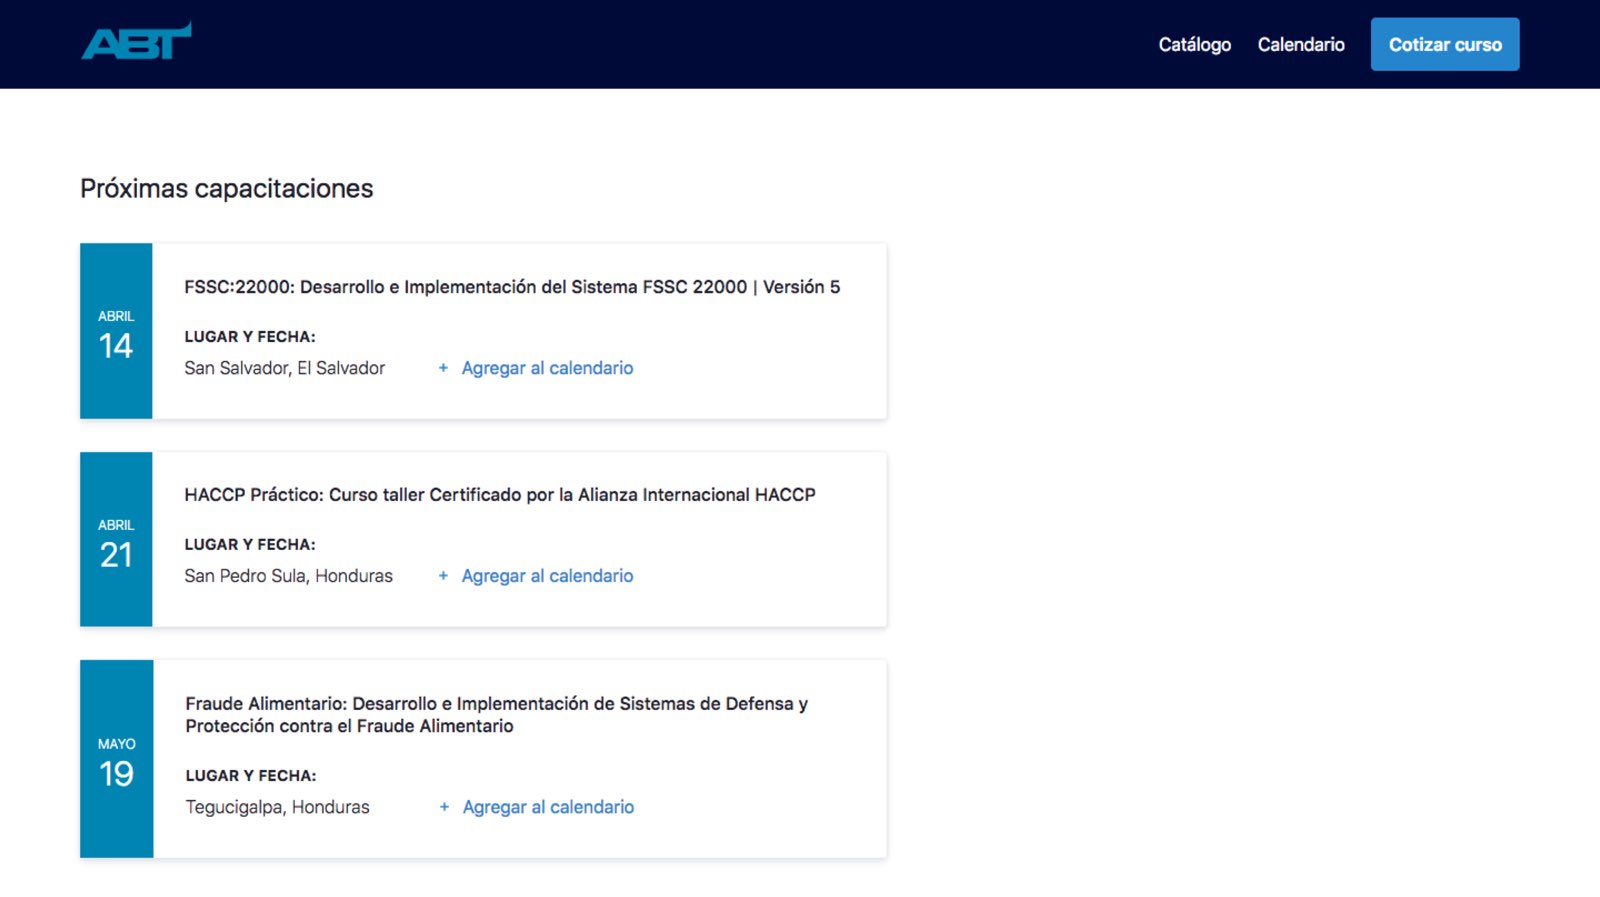 ABT
Catálogo
Calendario
Cotizar curso
Próximas capacitaciones
ABRIL
14
FSSC:22000: Desarrollo e Implementación del Sistema FSSC 22000 | Versión 5
LUGAR Y FECHA:
San Salvador, El Salvador
+ Agregar al calendario
ABRIL
21
HACCP Práctico: Curso taller Certificado por la Alianza Internacional HACCP
LUGAR Y FECHA:
San Pedro Sula, Honduras
+ Agregar al calendario
MAYO
19
Fraude Alimentario: Desarrollo e Implementación de Sistemas de Defensa y
Protección contra el Fraude Alimentario
LUGAR Y FECHA:
Tegucigalpa, Honduras
+ Agregar al calendario